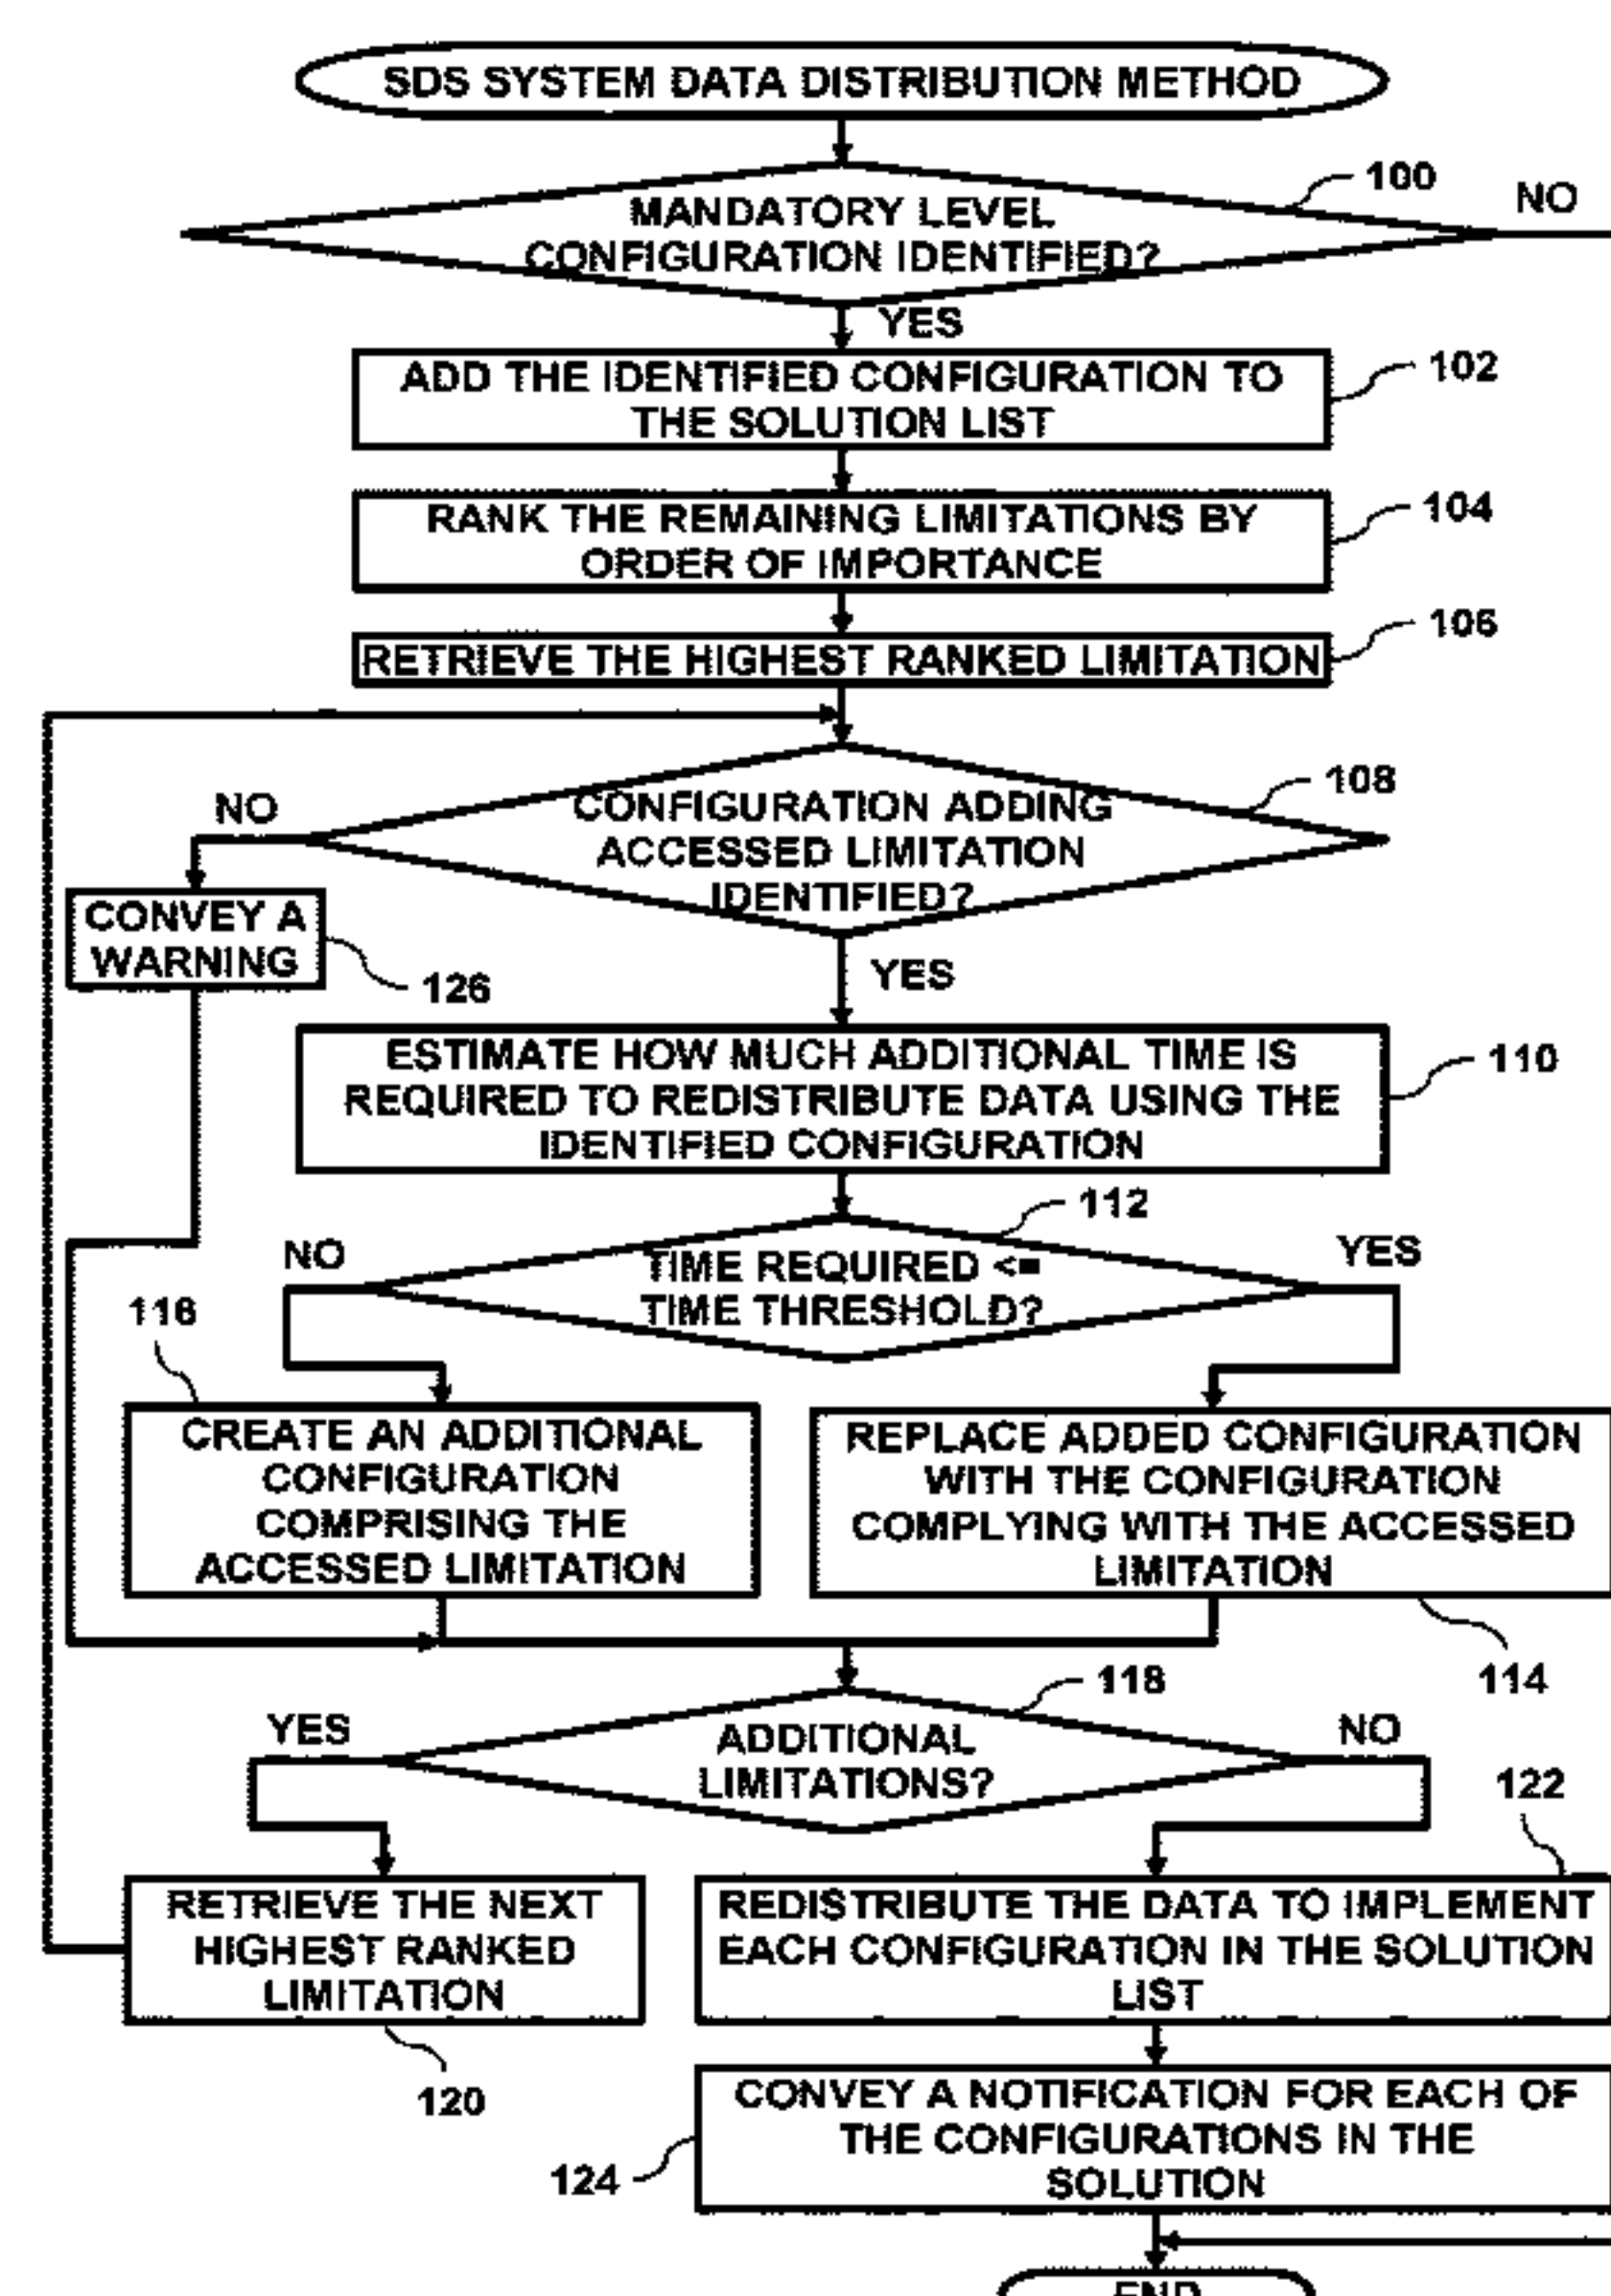 SDS SYSTEM DATA DISTRIBUTION METHOD
100
NO
MANDATORY LEVEL
CONFIGURATION IDENTIFIED?
YES
ADD THE IDENTIFIED CONFIGURATION TO
THE SOLUTION LIST
102
RANK THE REMAINING LIMITATIONS BY
ORDER OF IMPORTANCE
104
RETRIEVE THE HIGHEST RANKED LIMITATION
106
108
NO
CONFIGURATION ADDING
ACCESSED LIMITATION
IDENTIFIED?
CONVEY A
WARNING
126
YES
ESTIMATE HOW MUCH ADDITIONAL TIME IS
REQUIRED TO REDISTRIBUTE DATA USING THE
IDENTIFIED CONFIGURATION
110
112
NO
YES
TIME REQUIRED <=
TIME THRESHOLD?
116
CREATE AN ADDITIONAL
CONFIGURATION
COMPRISING THE
ACCESSED LIMITATION
REPLACE ADDED CONFIGURATION
WITH THE CONFIGURATION
COMPLYING WITH THE ACCESSED
LIMITATION
114
118
YES
NO
ADDITIONAL
LIMITATIONS?
122
RETRIEVE THE NEXT
HIGHEST RANKED
LIMITATION
120
REDISTRIBUTE THE DATA TO IMPLEMENT
EACH CONFIGURATION IN THE SOLUTION
LIST
CONVEY A NOTIFICATION FOR EACH OF
THE CONFIGURATIONS IN THE
SOLUTION
124
END